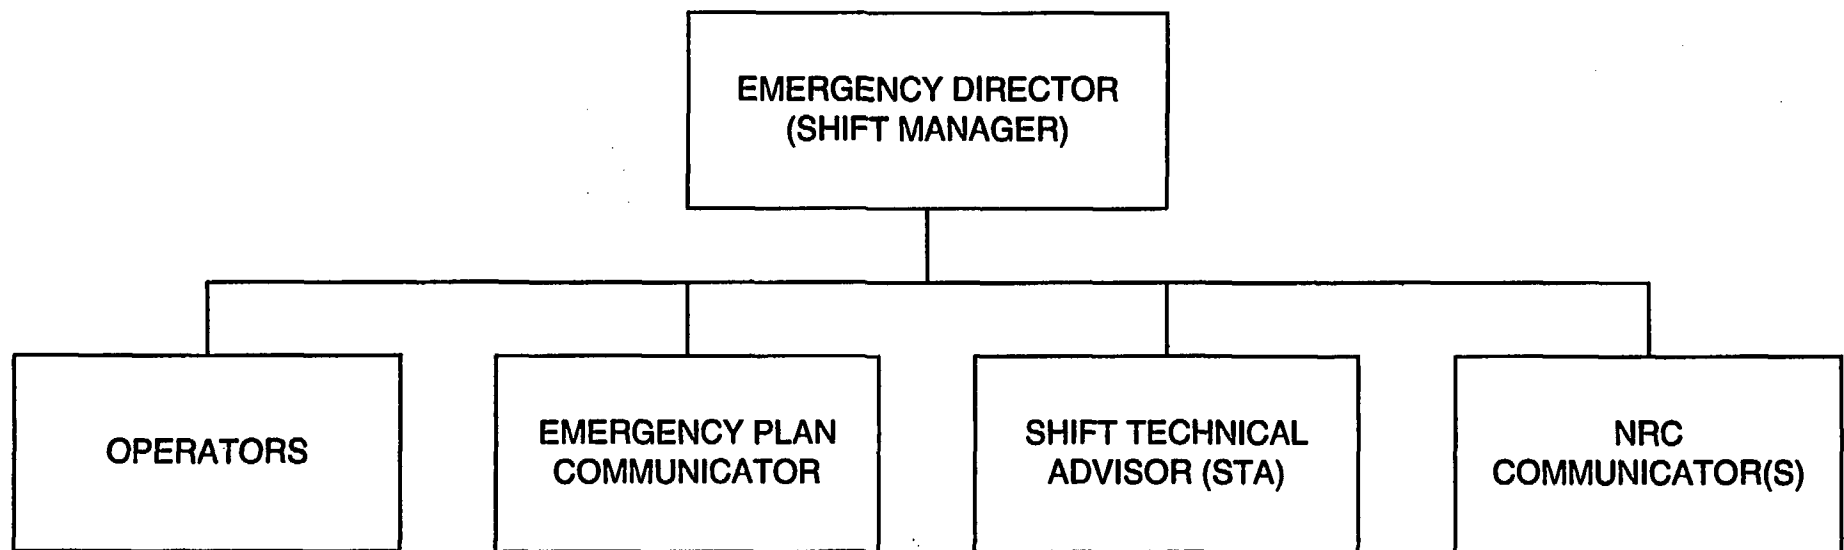 EMERGENCY DIRECTOR
(SHIFT MANAGER)
OPERATORS
EMERGENCY PLAN
COMMUNICATOR
SHIFT TECHNICAL
ADVISOR (STA)
NRC
COMMUNICATOR(S)